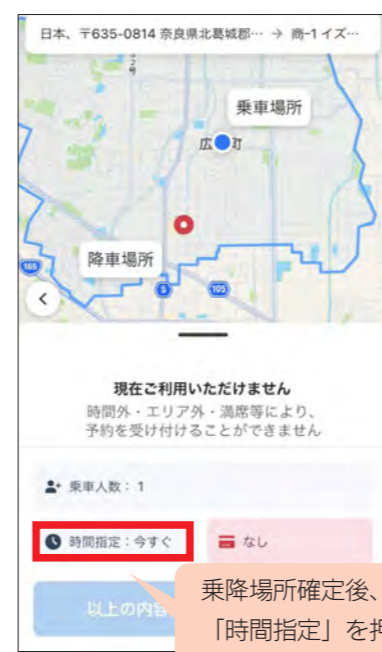 日本、〒635-0814 奈良県北葛城郡… → 商-1 イズ…
2号
乗車場所
広 町
降車場所
165
5
105
現在ご利用いただけません
時間外・エリア外・満席等により、
予約を受け付けることができません
乗車人数：1
時間指定：今すぐ
なし
以上の内容
乗降場所確定後、
「時間指定」を押